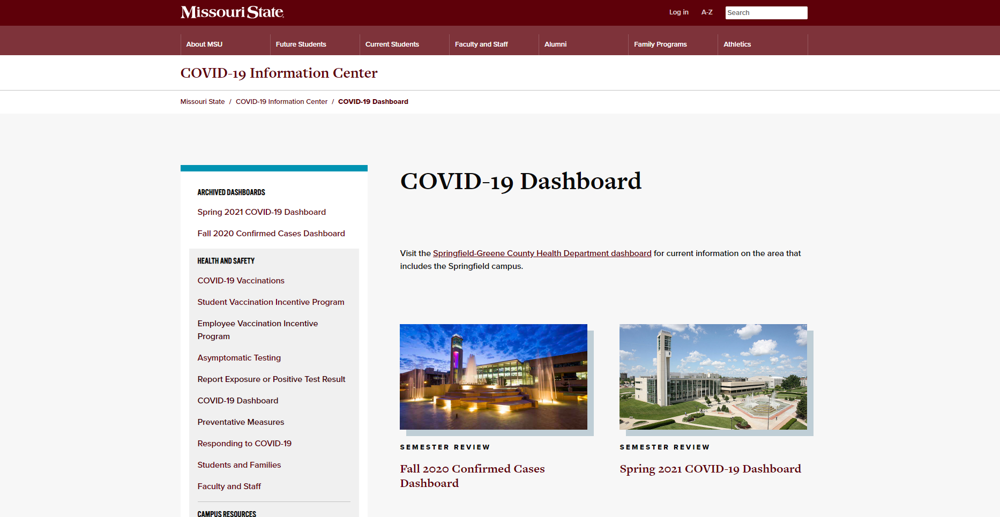 Missouri State
Log in
A-Z
Search
About MSU
Future Students
Current Students
Faculty and Staff
Alumni
Family Programs
Athletics
COVID-19 Information Center
Missouri State / COVID-19 Information Center / COVID-19 Dashboard
ARCHIVED DASHBOARDS
Spring 2021 COVID-19 Dashboard
Fall 2020 Confirmed Cases Dashboard
HEALTH AND SAFETY
COVID-19 Vaccinations
Student Vaccination Incentive Program
Employee Vaccination Incentive
Program
Asymptomatic Testing
Report Exposure or Positive Test Result
COVID-19 Dashboard
Preventative Measures
Responding to COVID-19
Students and Families
Faculty and Staff
CAMPUS RESOURCES
COVID-19 Dashboard
Visit the Springfield-Greene County Health Department dashboard for current information on the area that
includes the Springfield campus.
SEMESTER REVIEW
Fall 2020 Confirmed Cases
Dashboard
SEMESTER REVIEW
Spring 2021 COVID-19 Dashboard